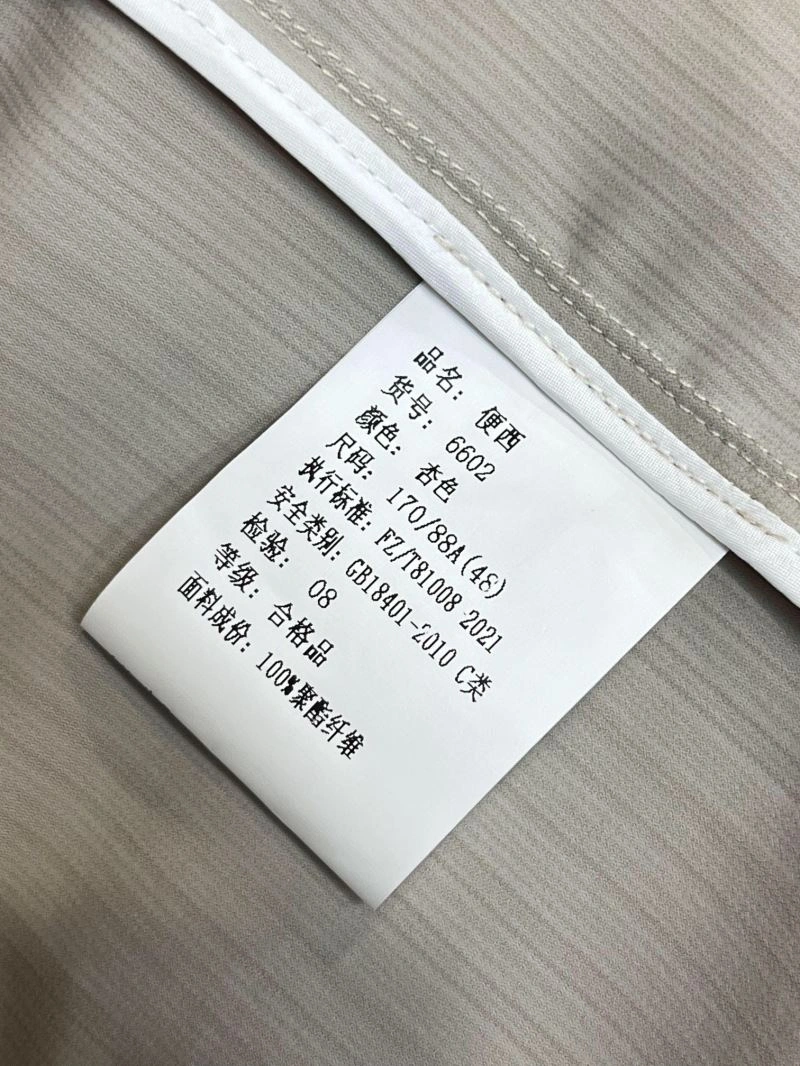 品名: 便西
货号: 6602
颜色: 杏色
尺码: 170/88A(48)
执行标准: FZ/T81008-2021
安全类别: GB18401-2010 C类
检验: 08
等级: 合格品
面料成份: 100%聚酯纤维